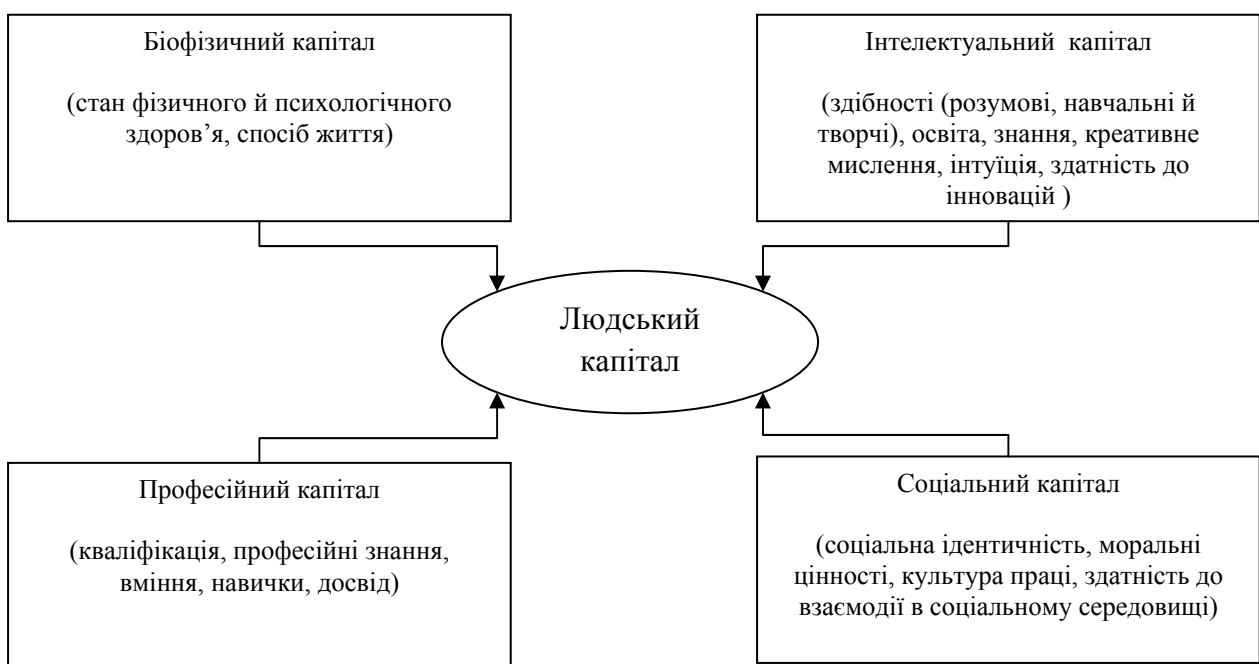 Біофізичний капітал
(стан фізичного й психологічного
здоров’я, спосіб життя)
Інтелектуальний капітал
(здібності (розумові, навчальні й
творчі), освіта, знання, креативне
мислення, інтуїція, здатність до
інновацій )
Людський
капітал
Професійний капітал
(кваліфікація, професійні знання,
вміння, навички, досвід)
Соціальний капітал
(соціальна ідентичність, моральні
цінності, культура праці, здатність до
взаємодії в соціальному середовищі)